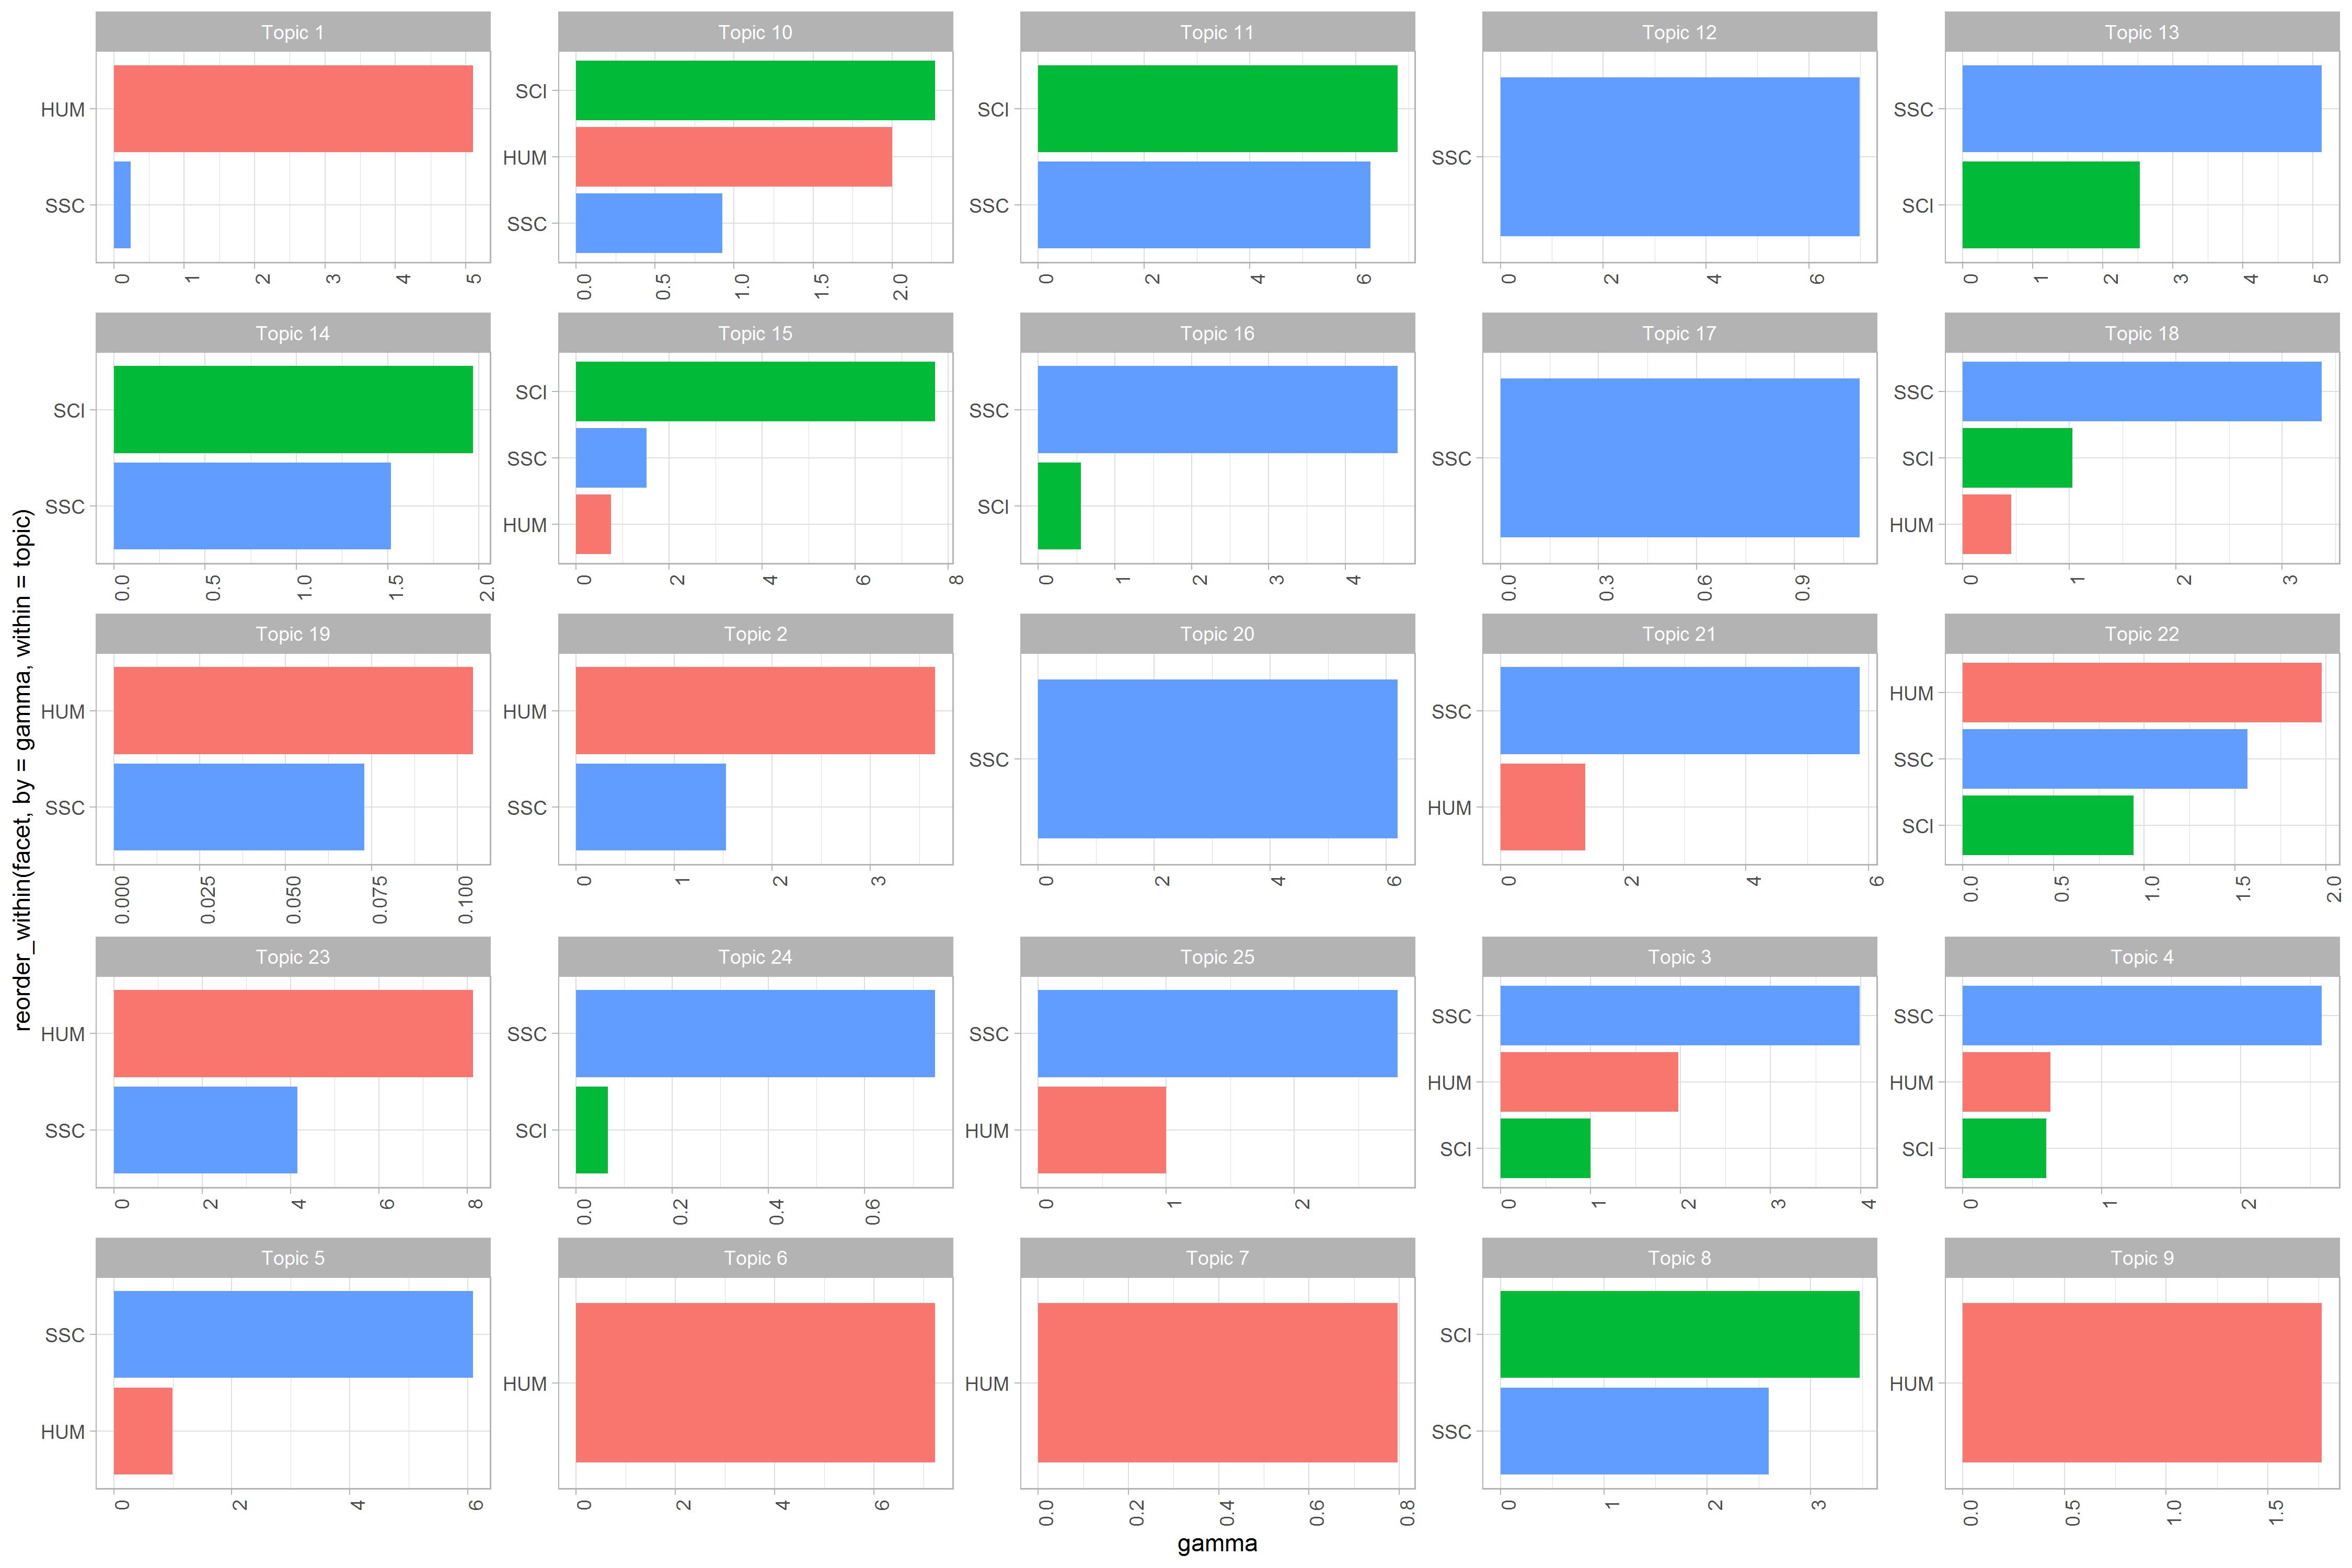 Topic 1 Topic 10 Topic 11 Topic 12 Topic 13
HUM SCI SCI SSC SSC
SSC HUM SSC SCI
SSC
0 1 2 3 4 5 0.0 0.5 1.0 1.5 2.0 0 2 4 6 0 2 4 6 0 1 2 3 4 5
Topic 14 Topic 15 Topic 16 Topic 17 Topic 18
SCI SCI SSC SSC SSC
SSC SSC SCI SCI
HUM HUM
0.0 0.5 1.0 1.5 2.0 0 2 4 6 8 0 1 2 3 4 0.0 0.3 0.6 0.9 0 1 2 3
reorder_within(facet, by = gamma, within = topic)
Topic 19 Topic 2 Topic 20 Topic 21 Topic 22
HUM HUM SSC SSC HUM
SSC SSC HUM SSC
SCI
0.000 0.025 0.050 0.075 0.100 0 1 2 3 0 2 4 6 0 2 4 6 0.0 0.5 1.0 1.5 2.0
Topic 23 Topic 24 Topic 25 Topic 3 Topic 4
HUM SSC SSC SSC SSC
SSC SCI HUM HUM HUM
SCI SCI
0 2 4 6 8 0.0 0.2 0.4 0.6 0 1 2 0 1 2 3 4 0 1 2
Topic 5 Topic 6 Topic 7 Topic 8 Topic 9
SSC HUM HUM SCI HUM
HUM SSC
0 2 4 6 0 2 4 6 0.0 0.2 0.4 0.6 0.8 0 1 2 3 0.0 0.5 1.0 1.5
gamma